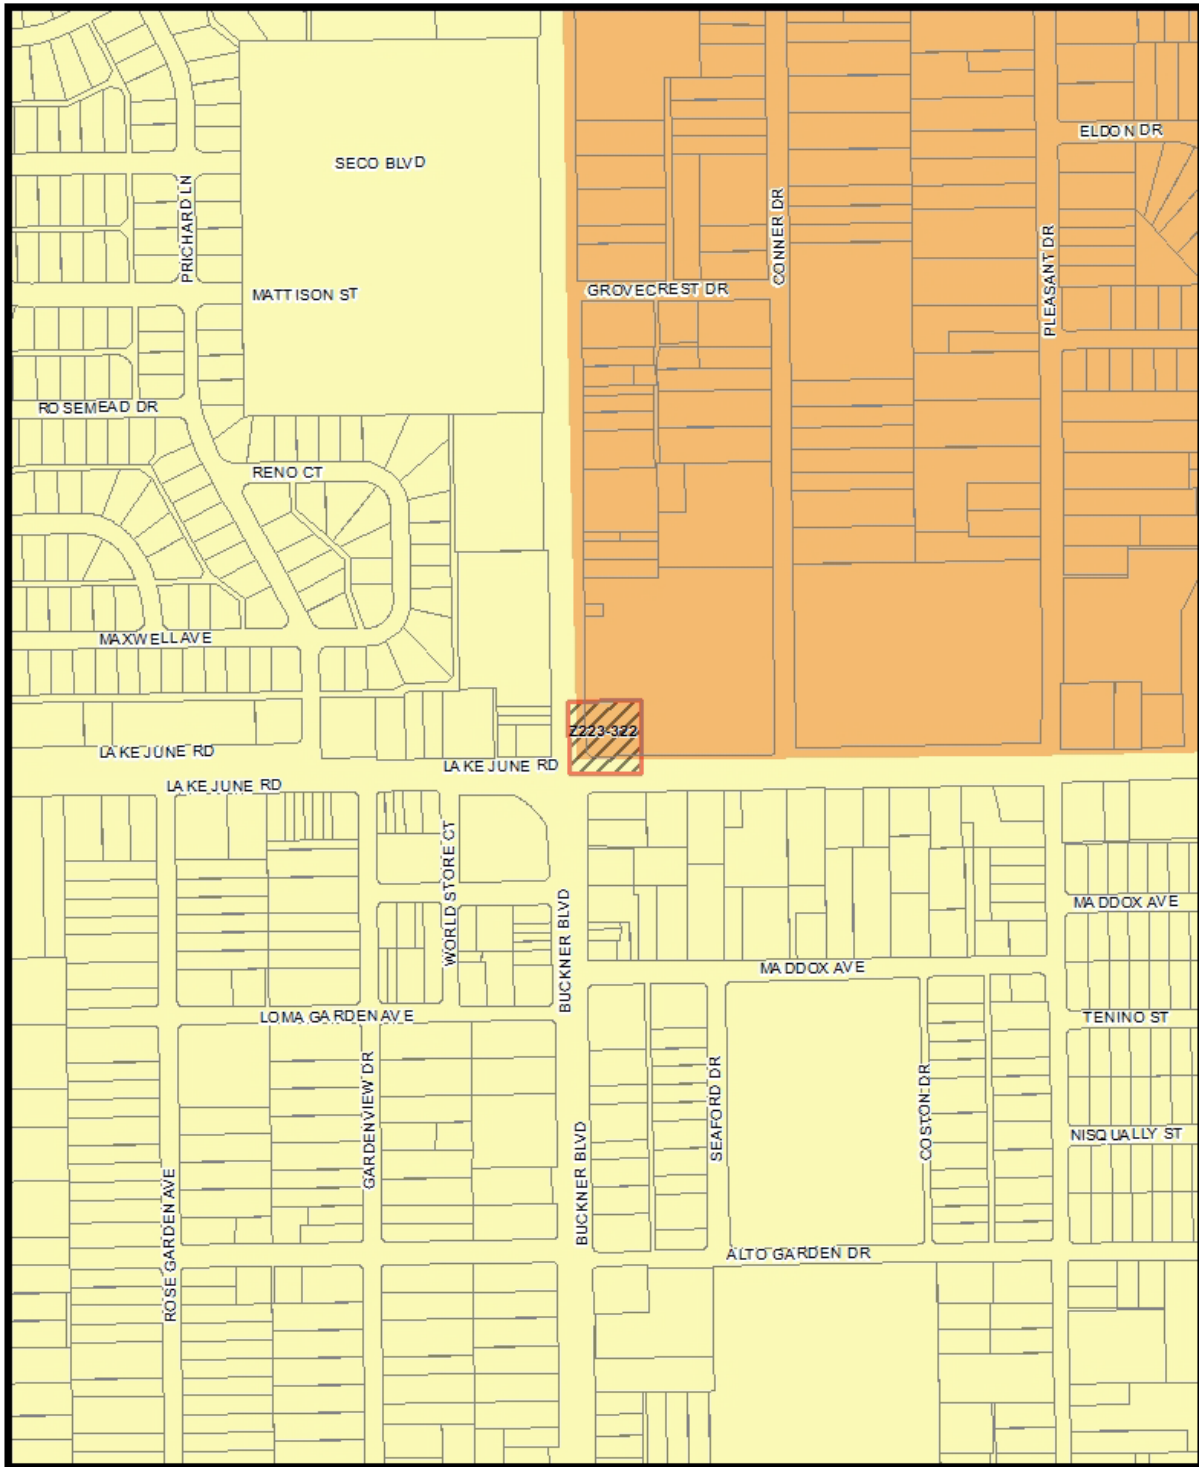 ELDON DR
SECO BLVD
PRICHARD LN
CONNER DR
PLEASANT DR
GROVECREST DR
MATTISON ST
ROSEMEAD DR
RENO CT
MAXWELL AVE
Z223-322
LAKE JUNE RD
LAKE JUNE RD
LAKE JUNE RD
WORLD STORE CT
BUCKNER BLVD
MADDOX AVE
MADDOX AVE
LOMA GARDEN AVE
TENINO ST
GARDENVIEW DR
SEAFORD DR
COSTON DR
BUCKNER BLVD
NISQUALLY ST
ROSE GARDEN AVE
ALTO GARDEN DR